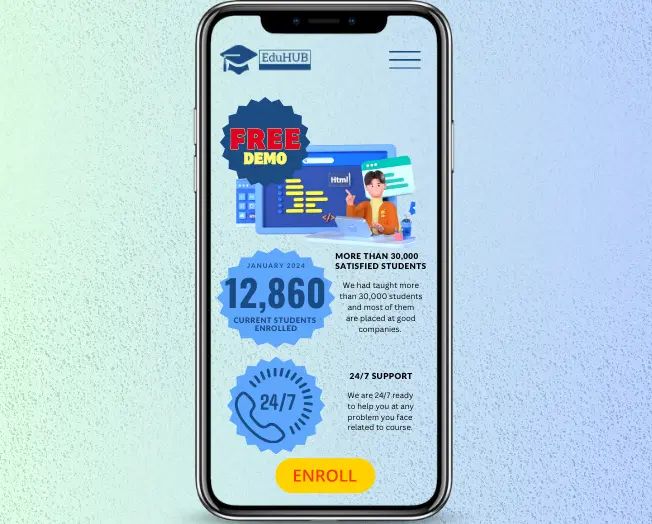 EduHUB
FREE
DEMO
Html
</>
JANUARY 2024
12,860
CURRENT STUDENTS
ENROLLED
MORE THAN 30,000
SATISFIED STUDENTS
We had taught more
than 30,000 students
and most of them
are placed at good
companies.
24/7
24/7 SUPPORT
We are 24/7 ready
to help you at any
problem you face
related to course.
ENROLL